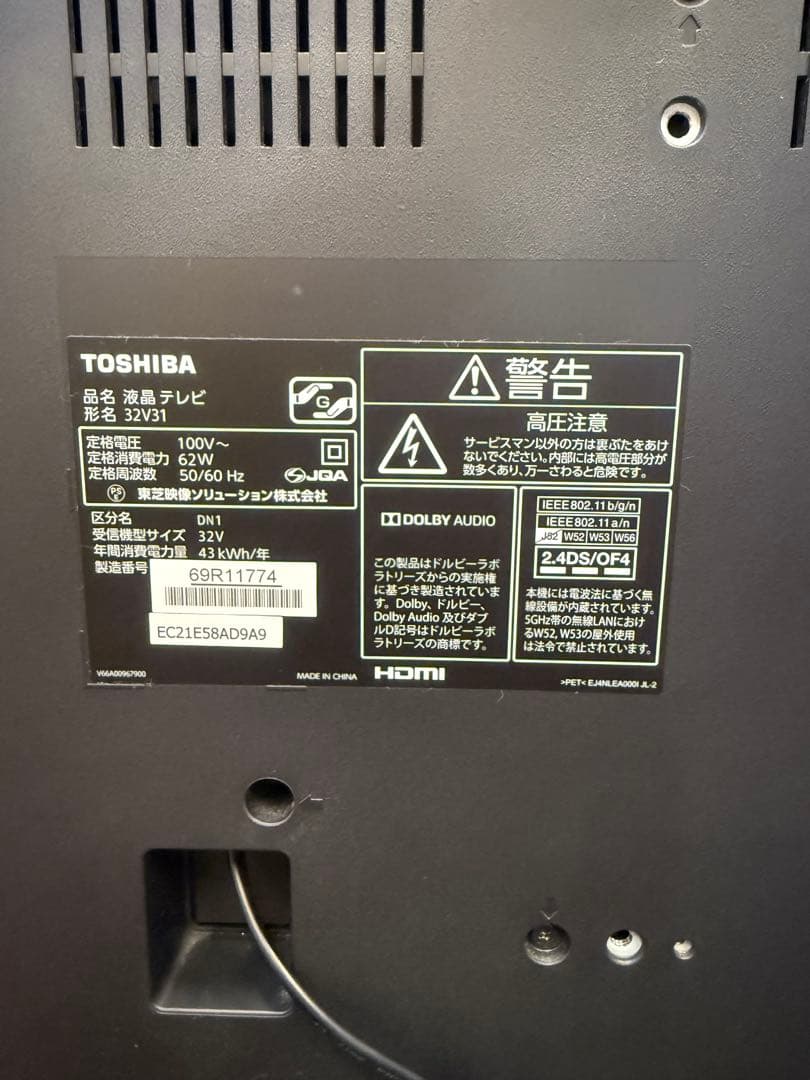 TOSHIBA
品名 液晶テレビ
形名 32V31
G
定格電圧 100V～
定格消費電力 62W
定格周波数 50/60 Hz
JQA
PS
E
東芝映像ソリューション株式会社
区分名 DN1
受信機型サイズ 32V
年間消費電力量 43kWh/年
製造番号
69R11774
EC21E58AD9A9
V66A00967900
MADE IN CHINA
警告
高圧注意
サービスマン以外の方は裏ぶたをあけ
ないでください。内部には高電圧部分が
数多くあり、万一さわると危険です。
DOLBY AUDIO
この製品はドルビーラボ
ラトリーズからの実施権
に基づき製造されていま
す。Dolby、ドルビー、
Dolby Audio 及びダブ
ルD記号はドルビーラボ
ラトリーズの商標です。
HDMI
IEEE802.11b/g/n
IEEE802.11a/n
J52 W52 W53 W56
2.4DS/OF4
本機には電波法に基づく無
線設備が内蔵されています。
5GHz帯の無線LANにおけ
るW52, W53の屋外使用
は法令で禁止されています。
>PET< EJ4NLEA000I JL-2